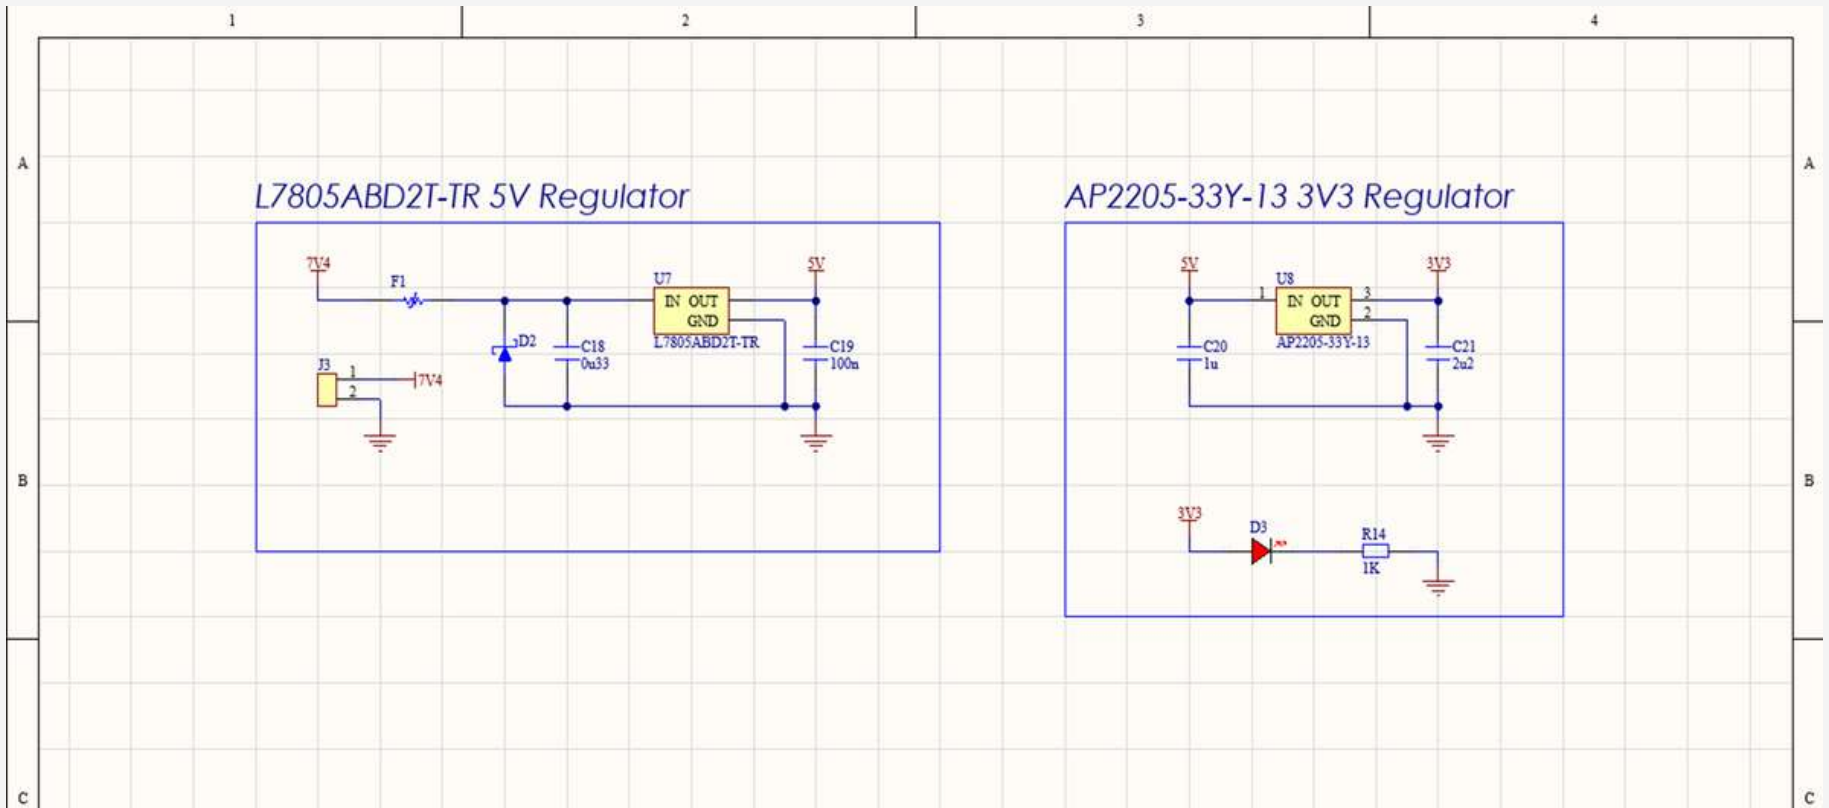 1 2 3 4
A A
L7805ABD2T-TR 5V Regulator
AP2205-33Y-13 3V3 Regulator
7V4
F1
U7
IN OUT
GND
L7805ABD2T-TR
5V
D2
C18
0u33
C19
100n
J3
1
2
7V4
5V
U8
1
IN OUT
3
GND
2
AP2205-33Y-13
3V3
C20
1u
C21
2u2
B B
3V3
D3
R14
1K
C C